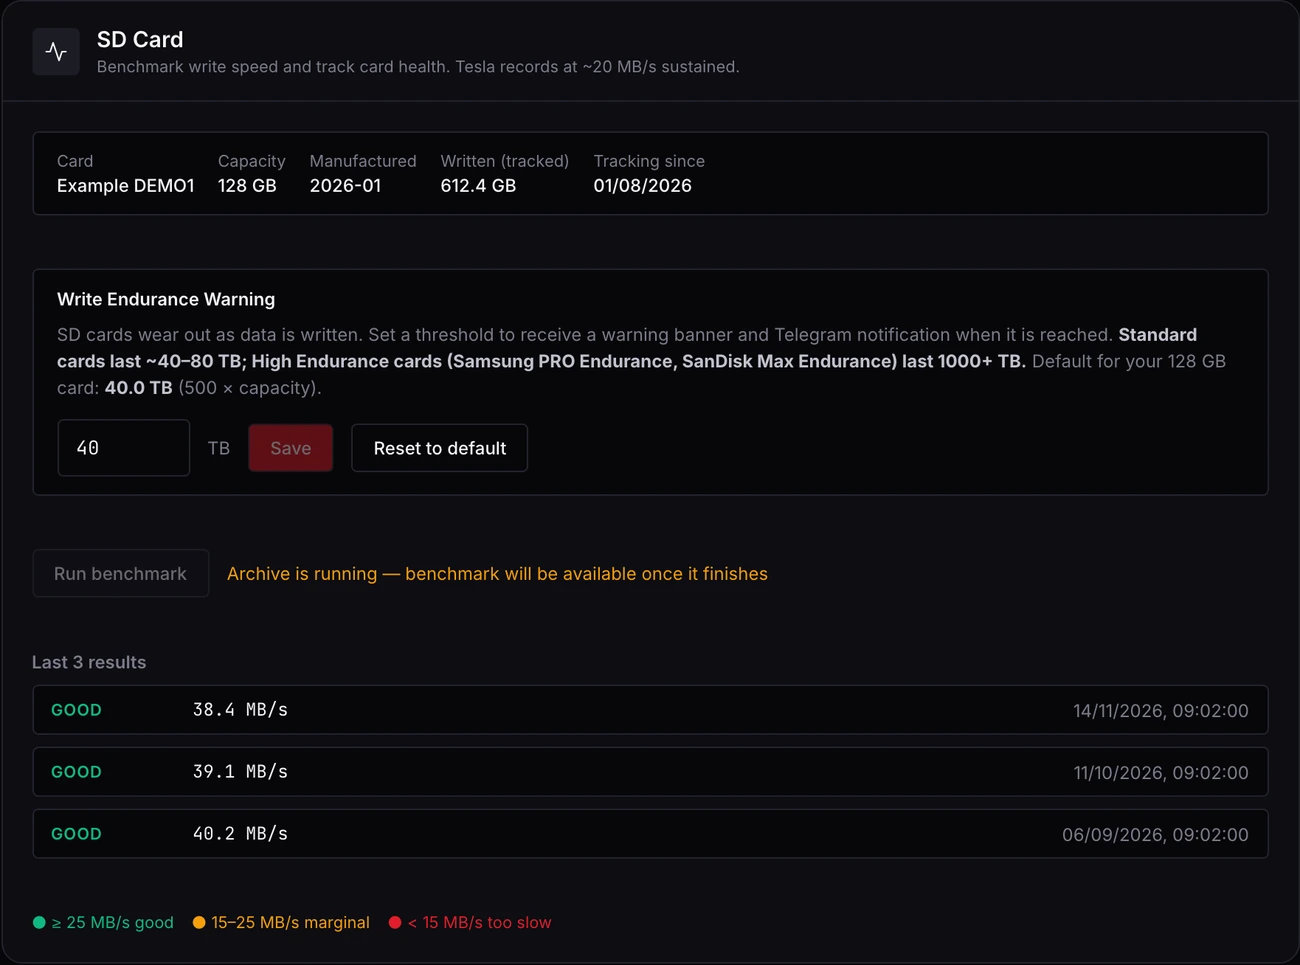 SD Card
Benchmark write speed and track card health. Tesla records at ~20 MB/s sustained.
Card Capacity Manufactured Written (tracked) Tracking since
Example DEMO1 128 GB 2026-01 612.4 GB 01/08/2026
Write Endurance Warning
SD cards wear out as data is written. Set a threshold to receive a warning banner and Telegram notification when it is reached. Standard
cards last ~40–80 TB; High Endurance cards (Samsung PRO Endurance, SanDisk Max Endurance) last 1000+ TB. Default for your 128 GB
card: 40.0 TB (500 × capacity).
40 TB Save Reset to default
Run benchmark Archive is running — benchmark will be available once it finishes
Last 3 results
GOOD 38.4 MB/s 14/11/2026, 09:02:00
GOOD 39.1 MB/s 11/10/2026, 09:02:00
GOOD 40.2 MB/s 06/09/2026, 09:02:00
≥ 25 MB/s good 15–25 MB/s marginal < 15 MB/s too slow